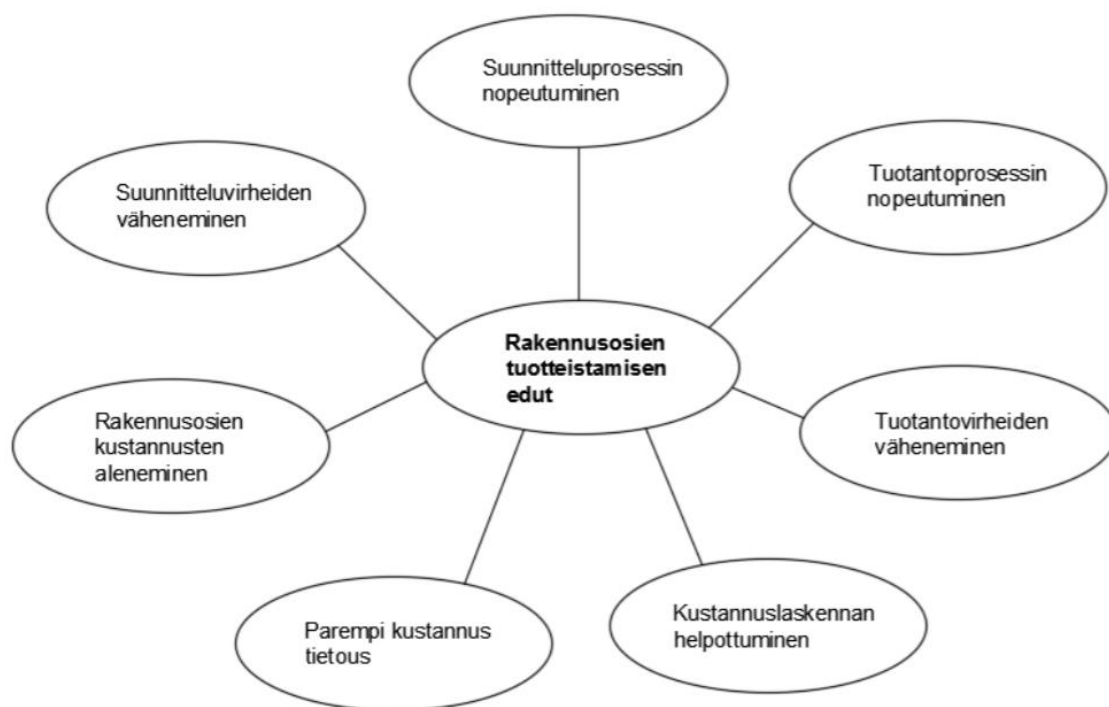 Suunnitteluprosessin
nopeutuminen
Tuotantoprosessin
nopeutuminen
Suunnitteluvirheiden
väheneminen
Rakennusosien
tuotteistamisen
edut
Rakennusosien
kustannusten
aleneminen
Tuotantovirheiden
väheneminen
Parempi kustannus
tietous
Kustannuslaskennan
helpottuminen